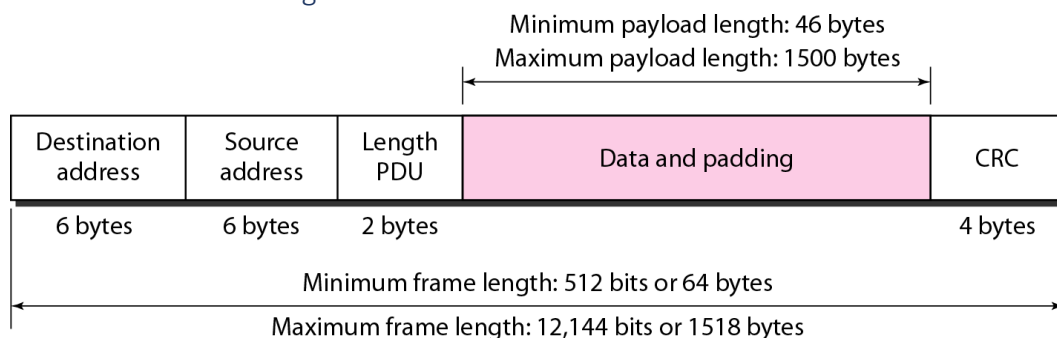 Minimum payload length: 46 bytes
Maximum payload length: 1500 bytes
Destination address
Source address
Length PDU
Data and padding
CRC
6 bytes
6 bytes
2 bytes
4 bytes
Minimum frame length: 512 bits or 64 bytes
Maximum frame length: 12,144 bits or 1518 bytes